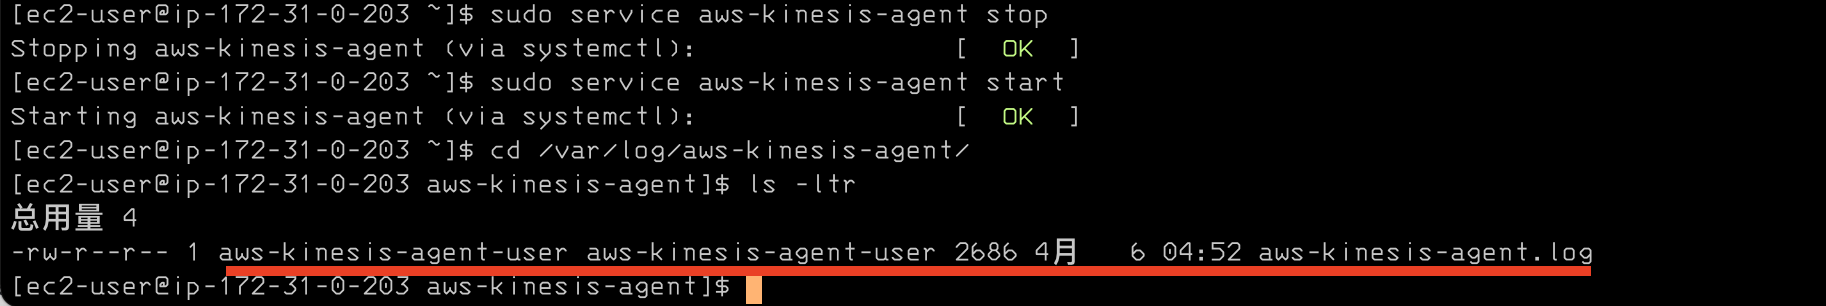 [ec2-user@ip-172-31-0-203 ~]$ sudo service aws-kinesis-agent stop
Stopping aws-kinesis-agent (via systemctl):                [  OK  ]
[ec2-user@ip-172-31-0-203 ~]$ sudo service aws-kinesis-agent start
Starting aws-kinesis-agent (via systemctl):                [  OK  ]
[ec2-user@ip-172-31-0-203 ~]$ cd /var/log/aws-kinesis-agent/
[ec2-user@ip-172-31-0-203 aws-kinesis-agent]$ ls -ltr
总用量 4
-rw-r--r-- 1 aws-kinesis-agent-user aws-kinesis-agent-user 2686 4月   6 04:52 aws-kinesis-agent.log
[ec2-user@ip-172-31-0-203 aws-kinesis-agent]$